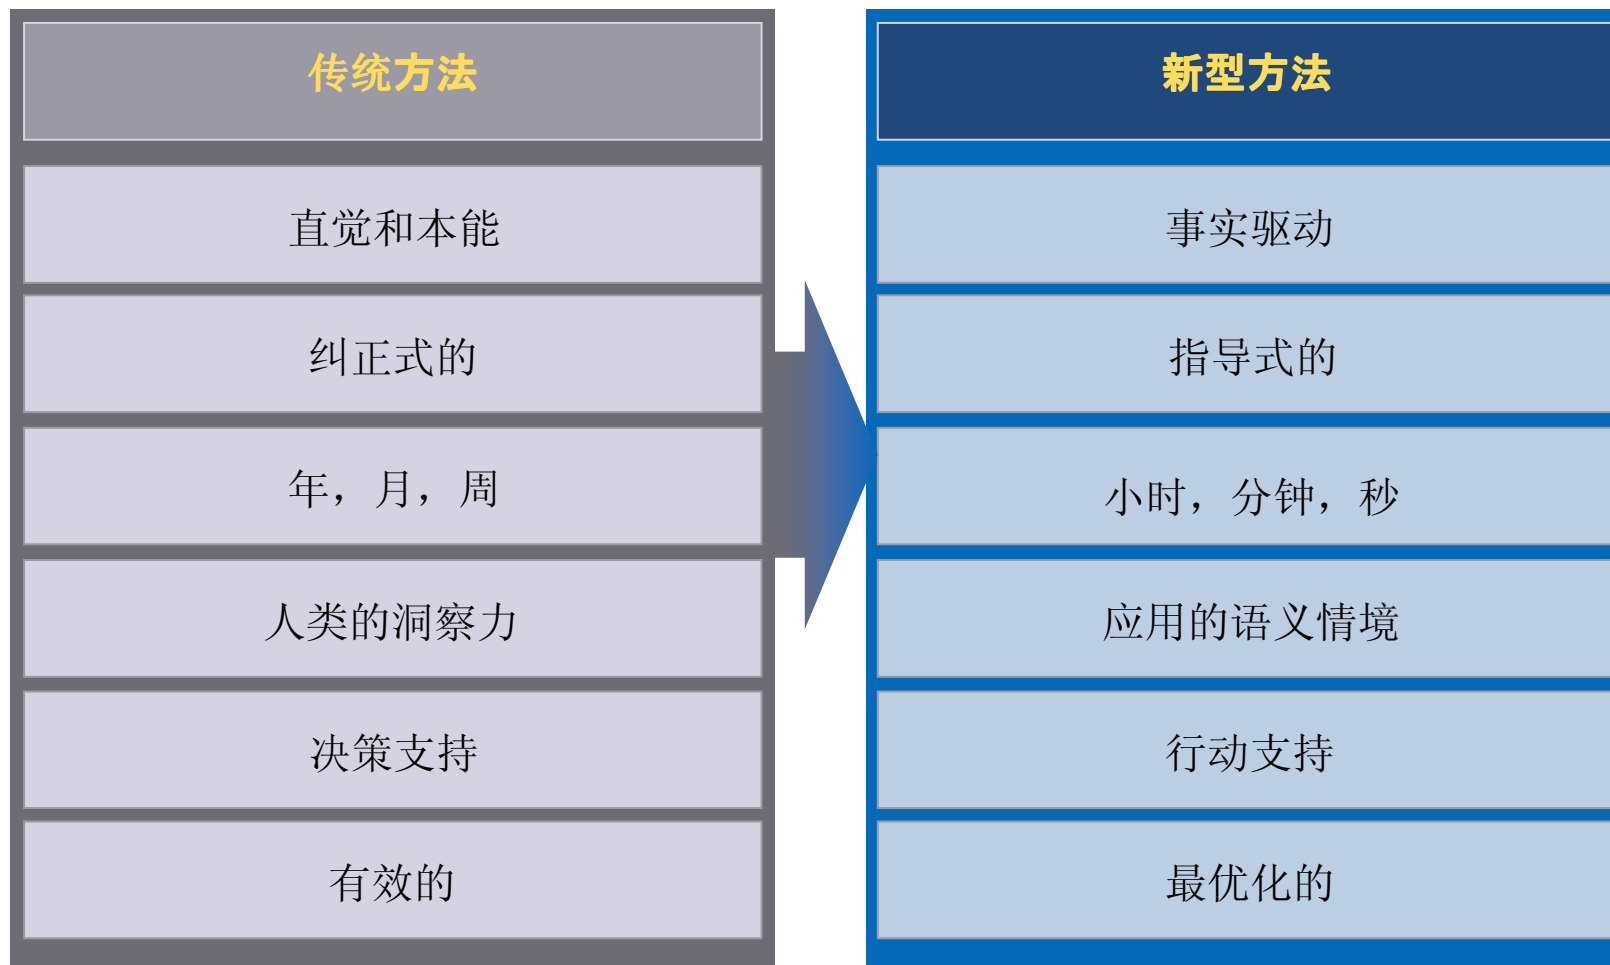 传统方法
直觉和本能
纠正式的
年，月，周
人类的洞察力
决策支持
有效的
新型方法
事实驱动
指导式的
小时，分钟，秒
应用的语义情境
行动支持
最优化的